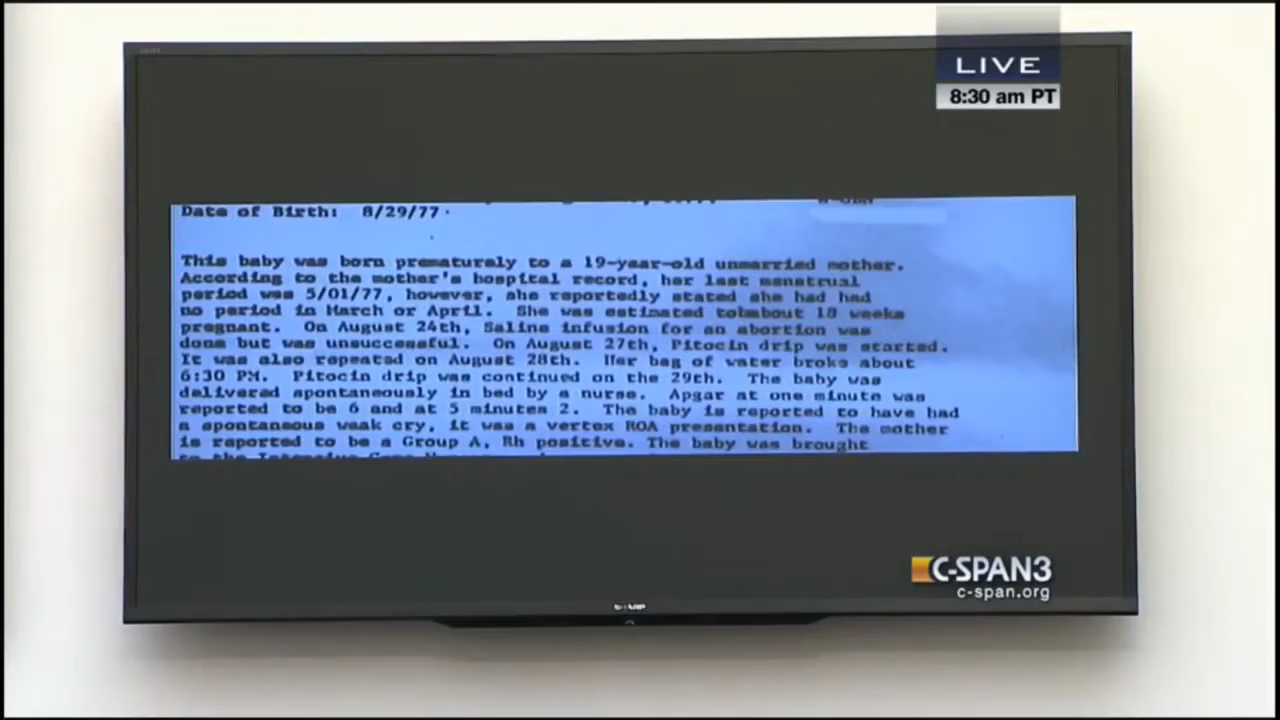 LIVE
8:30 am PT
Date of Birth: 8/29/77
This baby was born prematurely to a 19-year-old unmarried mother.
According to the mother's hospital record, her last menstrual
period was 5/01/77, however, she reportedly stated she had had
no period in March or April. She was estimated tobabout 18 weeks
pregnant. On August 24th, Saline infusion for an abortion was
done but was unsuccessful. On August 27th, Pitocin drip was started.
It was also repeated on August 28th. Her bag of water broke about
6:30 PM. Pitocin drip was continued on the 29th. The baby was
delivered spontaneously in bed by a nurse. Apgar at one minute was
reported to be 6 and at 5 minutes 2. The baby is reported to have had
a spontaneous weak cry, it was a vertex ROA presentation. The mother
is reported to be a Group A, Rh positive. The baby was brought
to the Intensive Care
C-SPAN3
c-span.org
SHARP